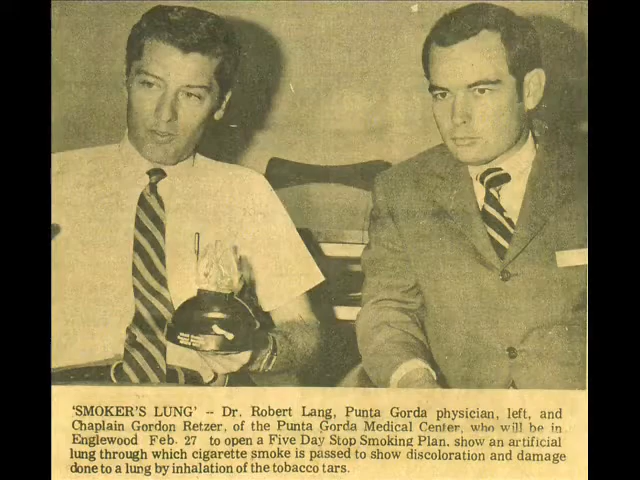 'SMOKER'S LUNG' -- Dr. Robert Lang, Punta Gorda physician, left, and
Chaplain Gordon Retzer, of the Punta Gorda Medical Center, who will be in
Englewood Feb. 27 to open a Five Day Stop Smoking Plan. show an artificial
lung through which cigarette smoke is passed to show discoloration and damage
done to a lung by inhalation of the tobacco tars.